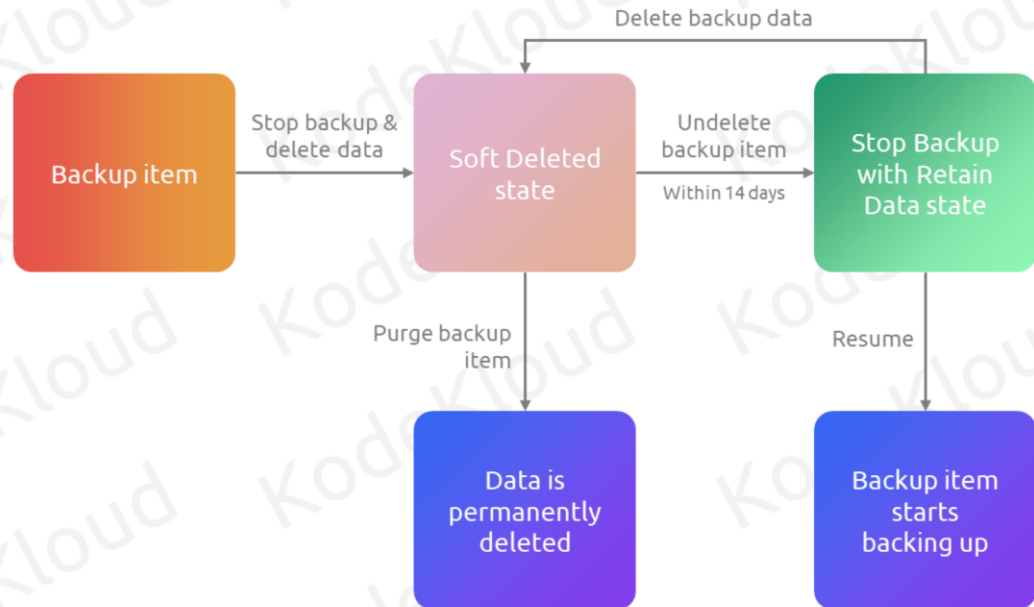 Delete backup data
Backup item
Stop backup &
delete data
Soft Deleted
state
Undelete
backup item
Within 14 days
Stop Backup
with Retain
Data state
Purge backup
item
Resume
Data is
permanently
deleted
Backup item
starts
backing up
KodeKloud